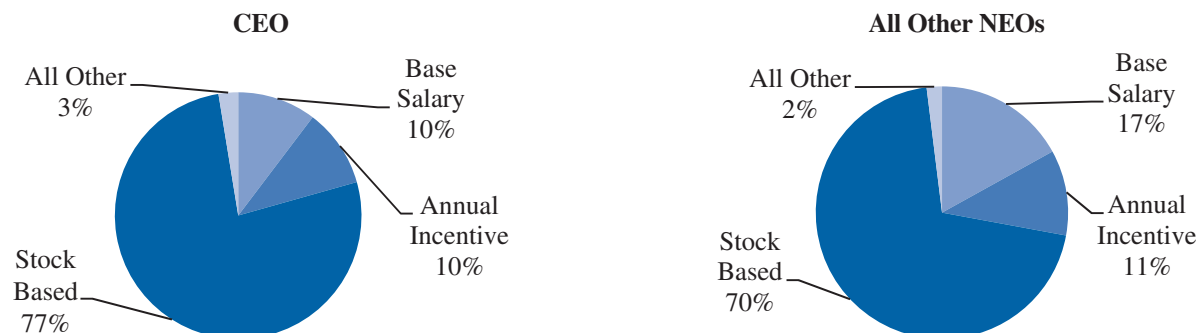 CEO
All Other
3%
Base
Salary
10%
Annual
Incentive
10%
Stock
Based
77%
All Other NEOs
All Other
2%
Base
Salary
17%
Annual
Incentive
11%
Stock
Based
70%